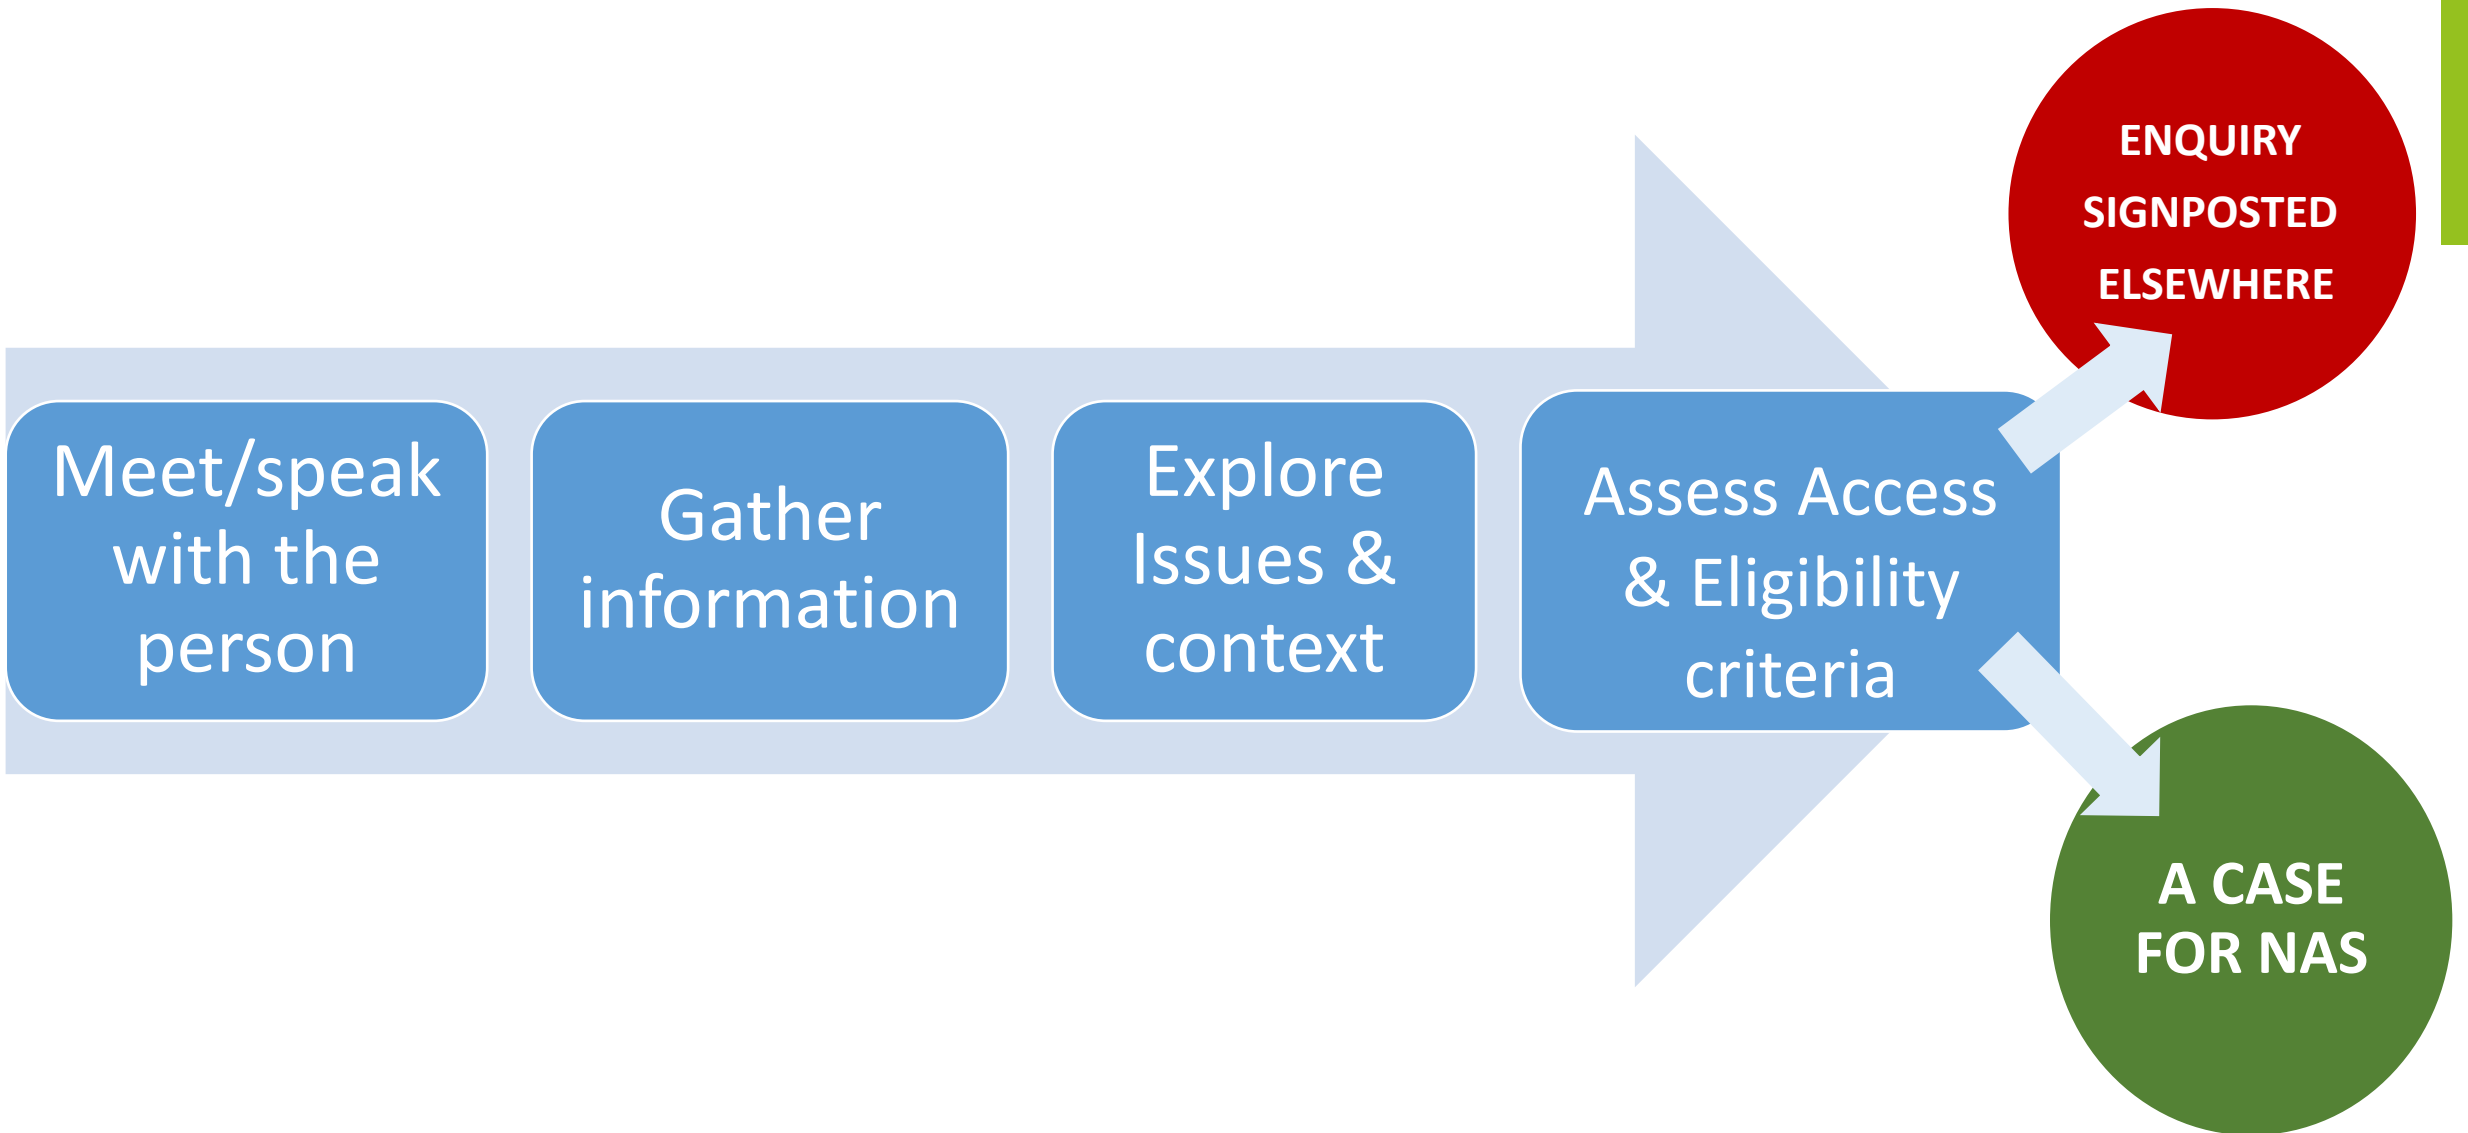 Meet/speak
with the
person
Gather
information
Explore
Issues &
context
Assess Access
& Eligibility
criteria
ENQUIRY
SIGNPOSTED
ELSEWHERE
A CASE
FOR NAS